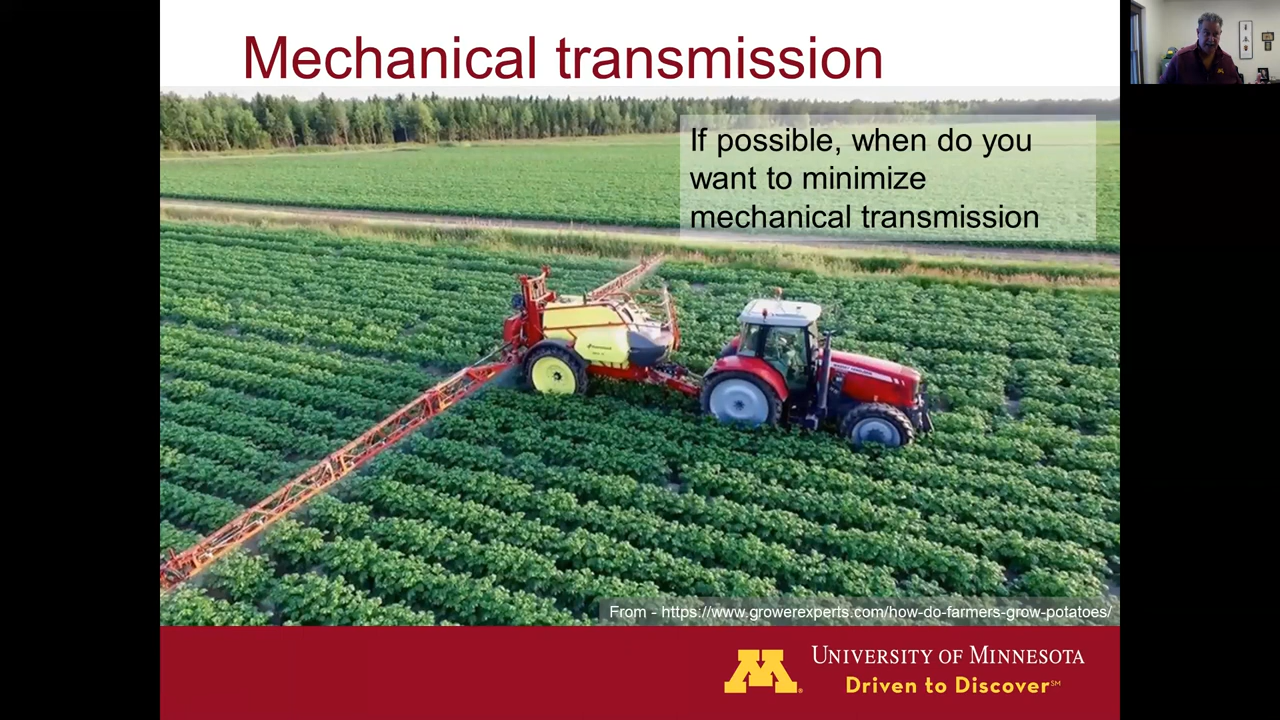 Mechanical transmission
If possible, when do you
want to minimize
mechanical transmission
From - https://www.growerexperts.com/how-do-farmers-grow-potatoes/
M
UNIVERSITY OF MINNESOTA
Driven to Discover℠